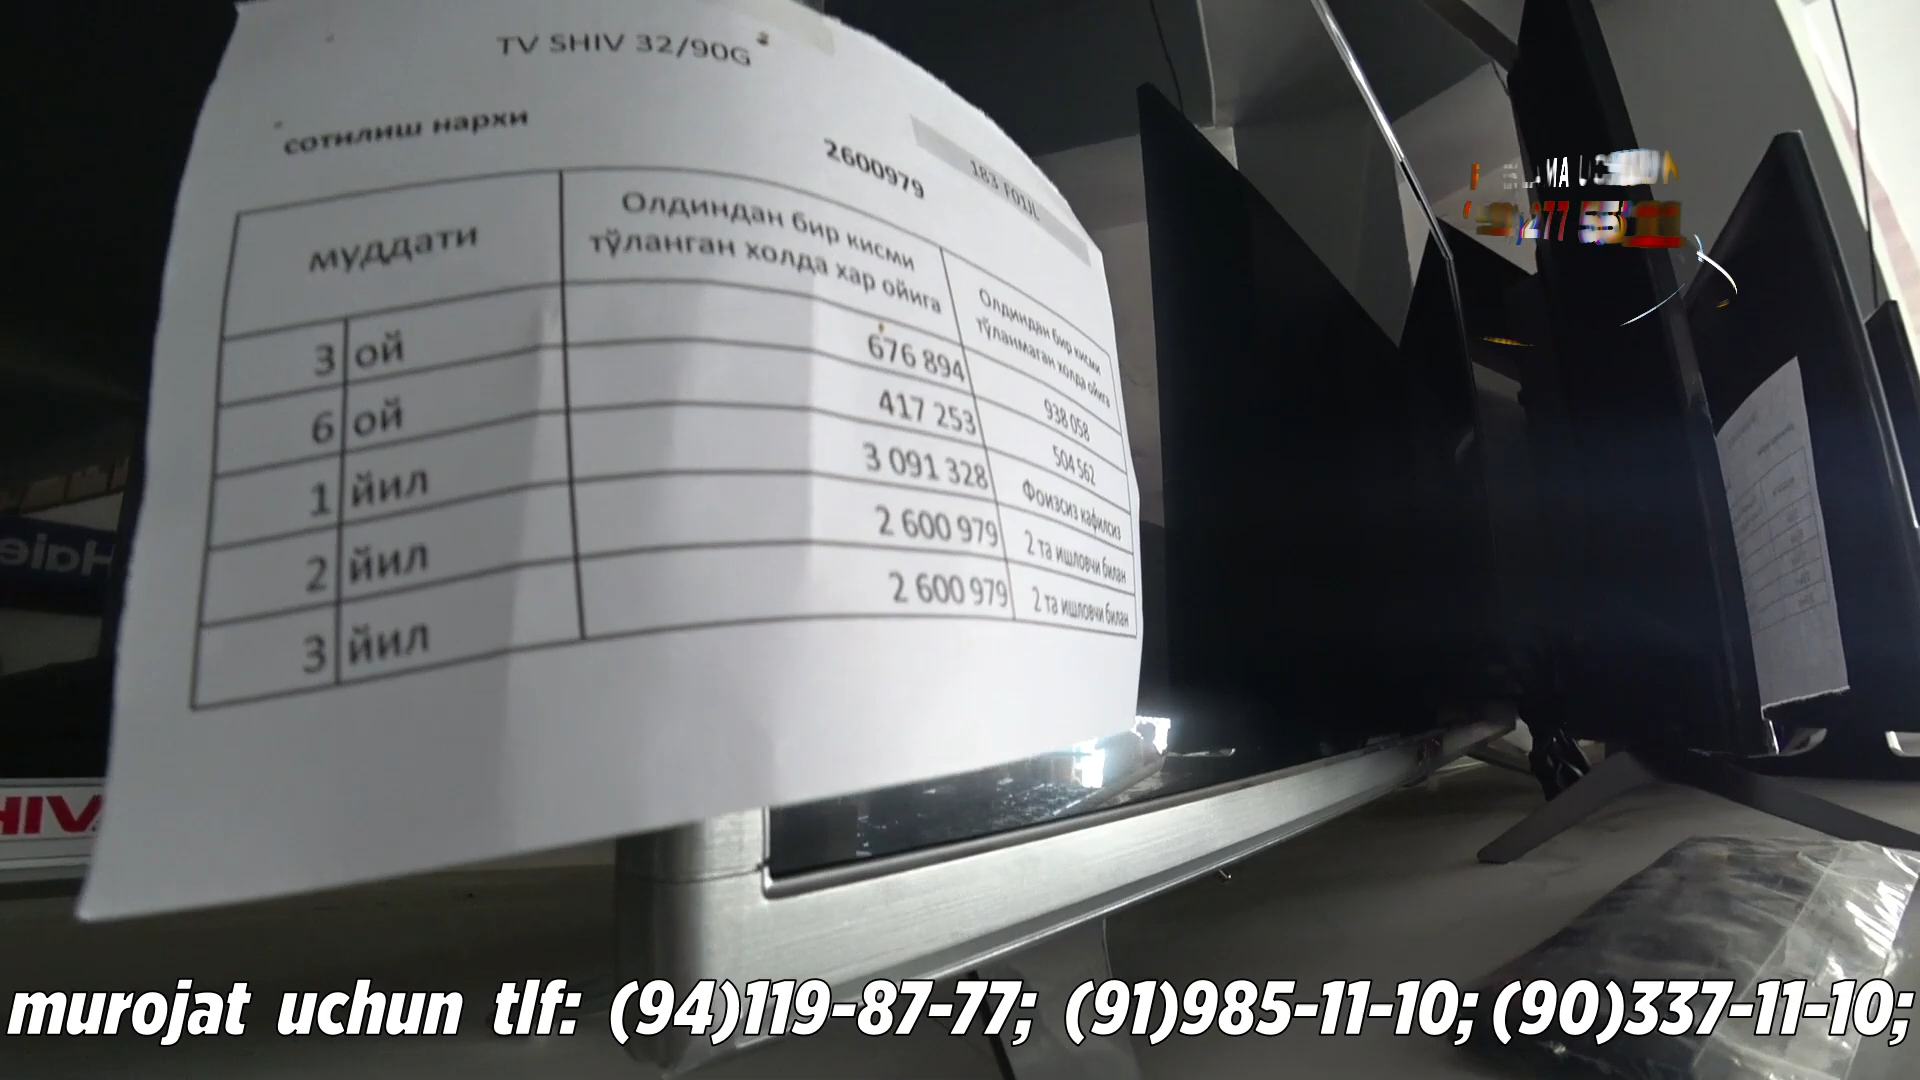 TV SHIV 32/90G
сотилиш нархи
2600979
муддати
Олдиндан бир кисми
тўланган холда хар ойига
Олдиндан бир кисми
тўланмаган холда ойига
3 ой 676 894 938 058
6 ой 417 253 504 562
1 йил 3 091 328 Фоизсиз кафилсиз
2 йил 2 600 979 2 та ишловчи билан
3 йил 2 600 979 2 та ишловчи билан
murojat uchun tlf: (94)119-87-77; (91)985-11-10; (90)337-11-10;